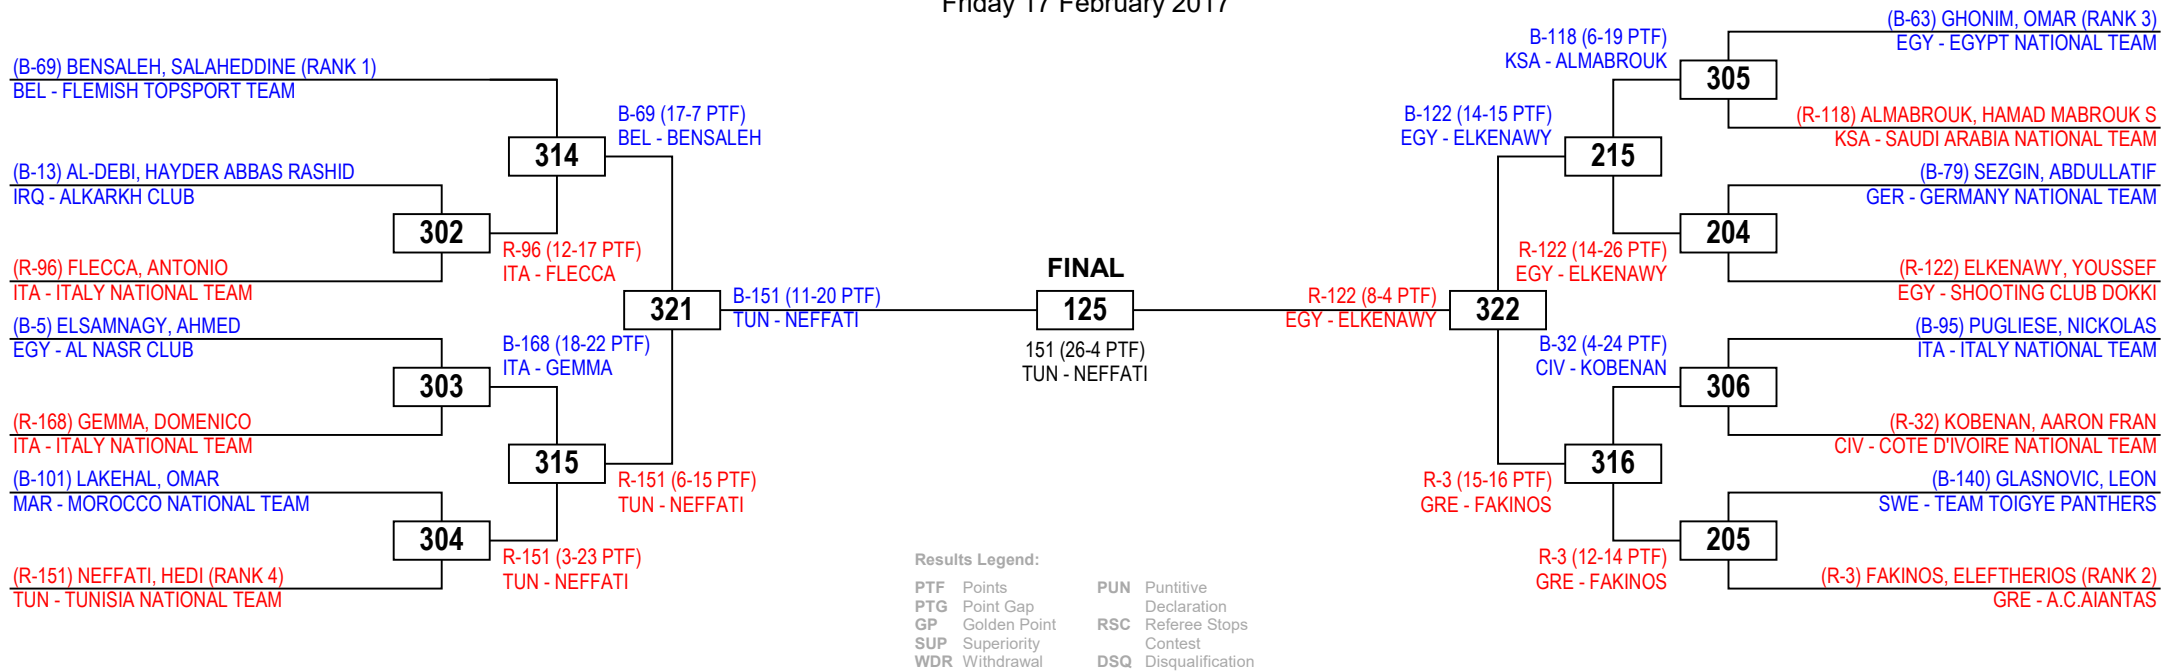 Friday 17 February 2017
(B-69) BENSALEH, SALAHEDDINE (RANK 1)
BEL - FLEMISH TOPSPORT TEAM
(B-13) AL-DEBI, HAYDER ABBAS RASHID
IRQ - ALKARKH CLUB
(R-96) FLECCA, ANTONIO
ITA - ITALY NATIONAL TEAM
(B-5) ELSAMNAGY, AHMED
EGY - AL NASR CLUB
(R-168) GEMMA, DOMENICO
ITA - ITALY NATIONAL TEAM
(B-101) LAKEHAL, OMAR
MAR - MOROCCO NATIONAL TEAM
(R-151) NEFFATI, HEDI (RANK 4)
TUN - TUNISIA NATIONAL TEAM
302
303
304
R-96 (12-17 PTF)
ITA - FLECCA
B-168 (18-22 PTF)
ITA - GEMMA
R-151 (3-23 PTF)
TUN - NEFFATI
314
315
B-69 (17-7 PTF)
BEL - BENSALEH
R-151 (6-15 PTF)
TUN - NEFFATI
321
B-151 (11-20 PTF)
TUN - NEFFATI
FINAL
125
151 (26-4 PTF)
TUN - NEFFATI
R-122 (8-4 PTF)
EGY - ELKENAWY
322
B-122 (14-15 PTF)
EGY - ELKENAWY
R-3 (15-16 PTF)
GRE - FAKINOS
215
316
B-118 (6-19 PTF)
KSA - ALMABROUK
R-122 (14-26 PTF)
EGY - ELKENAWY
B-32 (4-24 PTF)
CIV - KOBENAN
R-3 (12-14 PTF)
GRE - FAKINOS
305
204
306
205
(B-63) GHONIM, OMAR (RANK 3)
EGY - EGYPT NATIONAL TEAM
(R-118) ALMABROUK, HAMAD MABROUK S
KSA - SAUDI ARABIA NATIONAL TEAM
(B-79) SEZGIN, ABDULLATIF
GER - GERMANY NATIONAL TEAM
(R-122) ELKENAWY, YOUSSEF
EGY - SHOOTING CLUB DOKKI
(B-95) PUGLIESE, NICKOLAS
ITA - ITALY NATIONAL TEAM
(R-32) KOBENAN, AARON FRAN
CIV - COTE D'IVOIRE NATIONAL TEAM
(B-140) GLASNOVIC, LEON
SWE - TEAM TOIGYE PANTHERS
(R-3) FAKINOS, ELEFTHERIOS (RANK 2)
GRE - A.C.AIANTAS
Results Legend:
PTF Points
PTG Point Gap
GP Golden Point
SUP Superiority
WDR Withdrawal
PUN Puntitive
Declaration
RSC Referee Stops
Contest
DSQ Disqualification